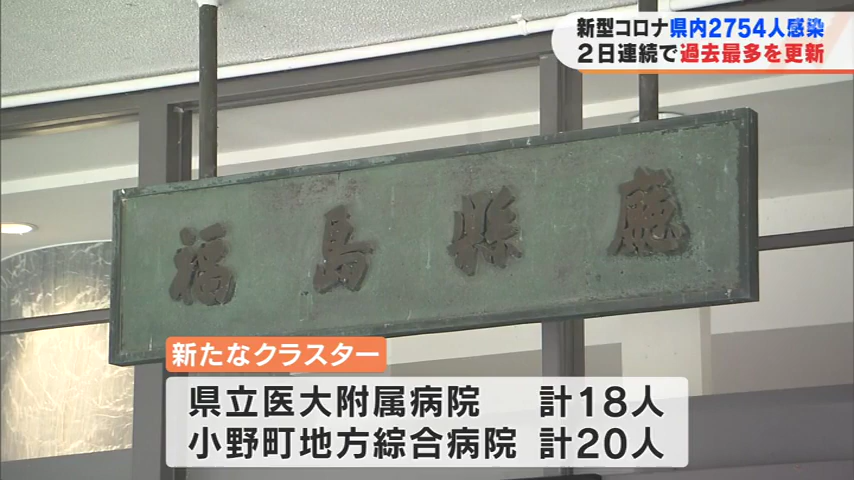 新型コロナ県内2754人感染
2日連続で過去最多を更新
福島縣廳
新たなクラスター
県立医大附属病院 計18人
小野町地方綜合病院 計20人